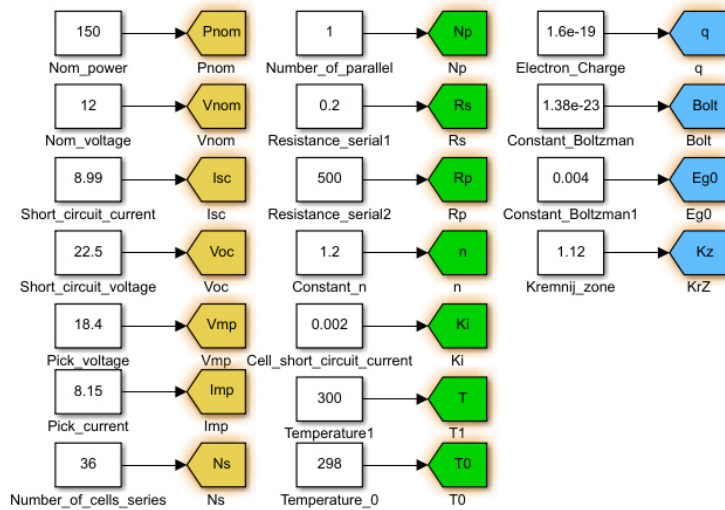 150 Pnom 1 Np 1.6e-19 q
Nom_power Pnom Number_of_parallel Np Electron_Charge q
12 Vnom 0.2 Rs 1.38e-23 Bolt
Nom_voltage Vnom Resistance_serial1 Rs Constant_Boltzman Bolt
8.99 Isc 500 Rp 0.004 Eg0
Short_circuit_current Isc Resistance_serial2 Rp Constant_Boltzman1 Eg0
22.5 Voc 1.2 n 1.12 Kz
Short_circuit_voltage Voc Constant_n n Kremnij_zone KrZ
18.4 Vmp 0.002 Ki
Pick_voltage Vmp Cell_short_circuit_current Ki
8.15 Imp 300 T
Pick_current Imp Temperature1 T1
36 Ns 298 T0
Number_of_cells_series Ns Temperature_0 T0